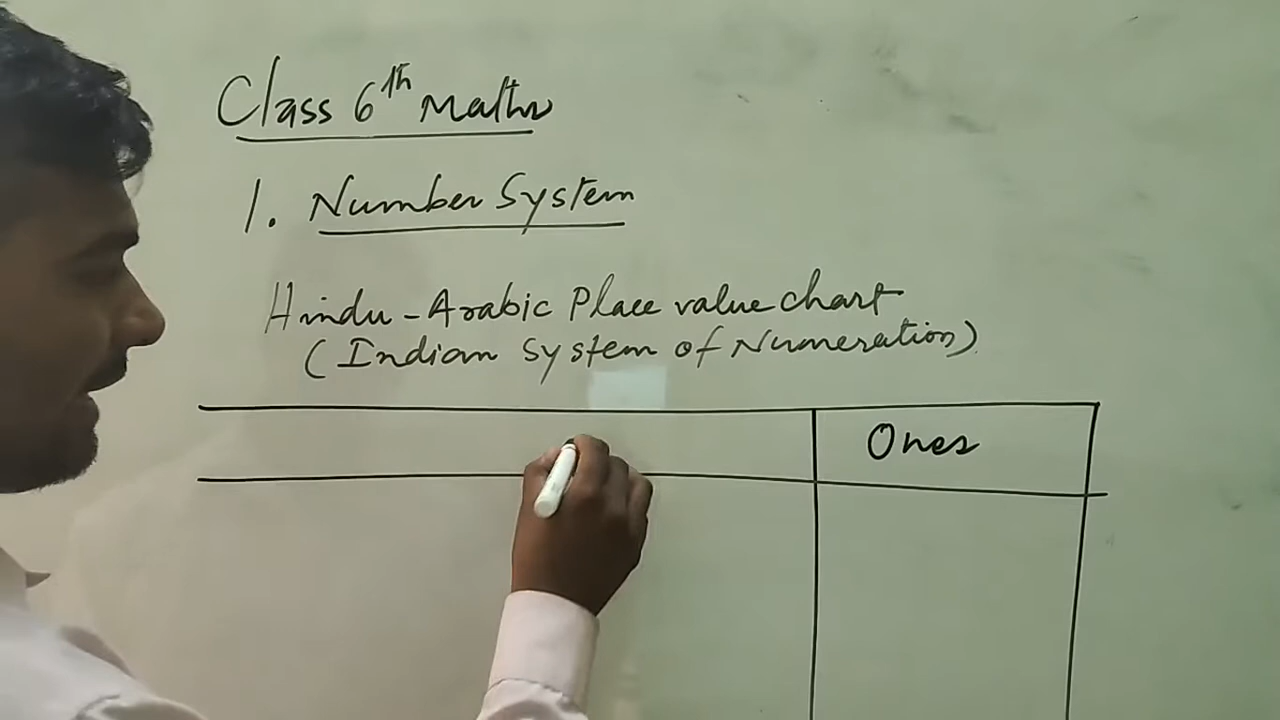 Class 6th Maths
1. Number System
Hindu-Arabic Place value chart
(Indian System of Numeration)
Ones